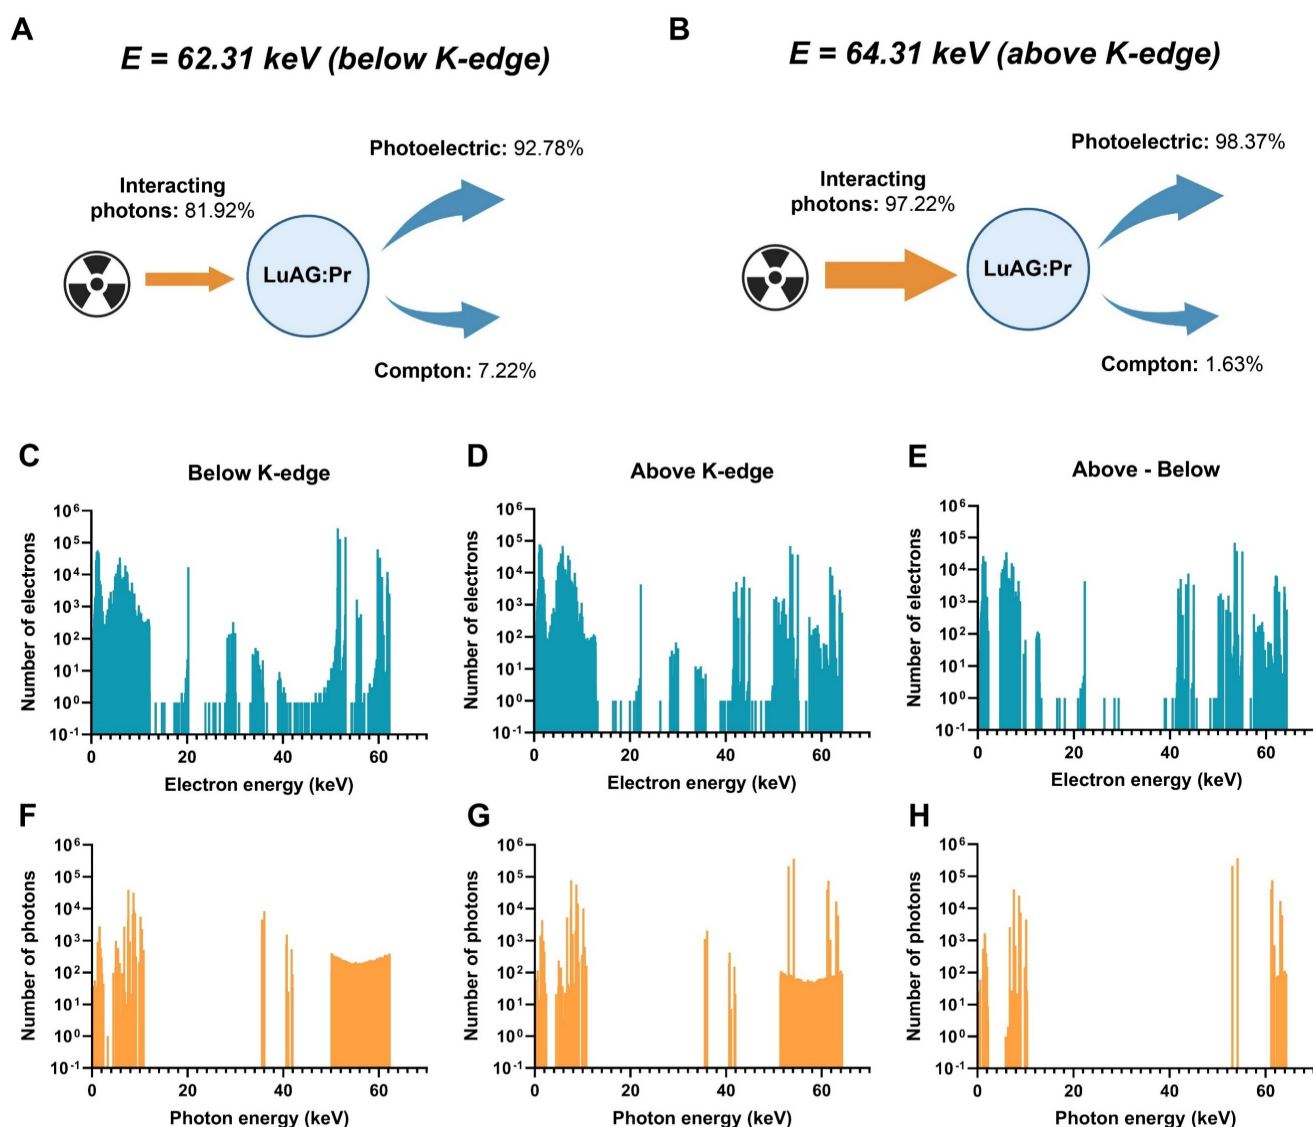 A
E = 62.31 keV (below K-edge)
Interacting
photons: 81.92%
LuAG:Pr
Photoelectric: 92.78%
Compton: 7.22%
B
E = 64.31 keV (above K-edge)
Interacting
photons: 97.22%
LuAG:Pr
Photoelectric: 98.37%
Compton: 1.63%
C
Below K-edge
Number of electrons
10⁶
10⁵
10⁴
10³
10²
10¹
10⁰
10⁻¹
0 20 40 60
Electron energy (keV)
D
Above K-edge
Number of electrons
10⁶
10⁵
10⁴
10³
10²
10¹
10⁰
10⁻¹
0 20 40 60
Electron energy (keV)
E
Above - Below
Number of electrons
10⁶
10⁵
10⁴
10³
10²
10¹
10⁰
10⁻¹
0 20 40 60
Electron energy (keV)
F
Number of photons
10⁶
10⁵
10⁴
10³
10²
10¹
10⁰
10⁻¹
0 20 40 60
Photon energy (keV)
G
Number of photons
10⁶
10⁵
10⁴
10³
10²
10¹
10⁰
10⁻¹
0 20 40 60
Photon energy (keV)
H
Number of photons
10⁶
10⁵
10⁴
10³
10²
10¹
10⁰
10⁻¹
0 20 40 60
Photon energy (keV)